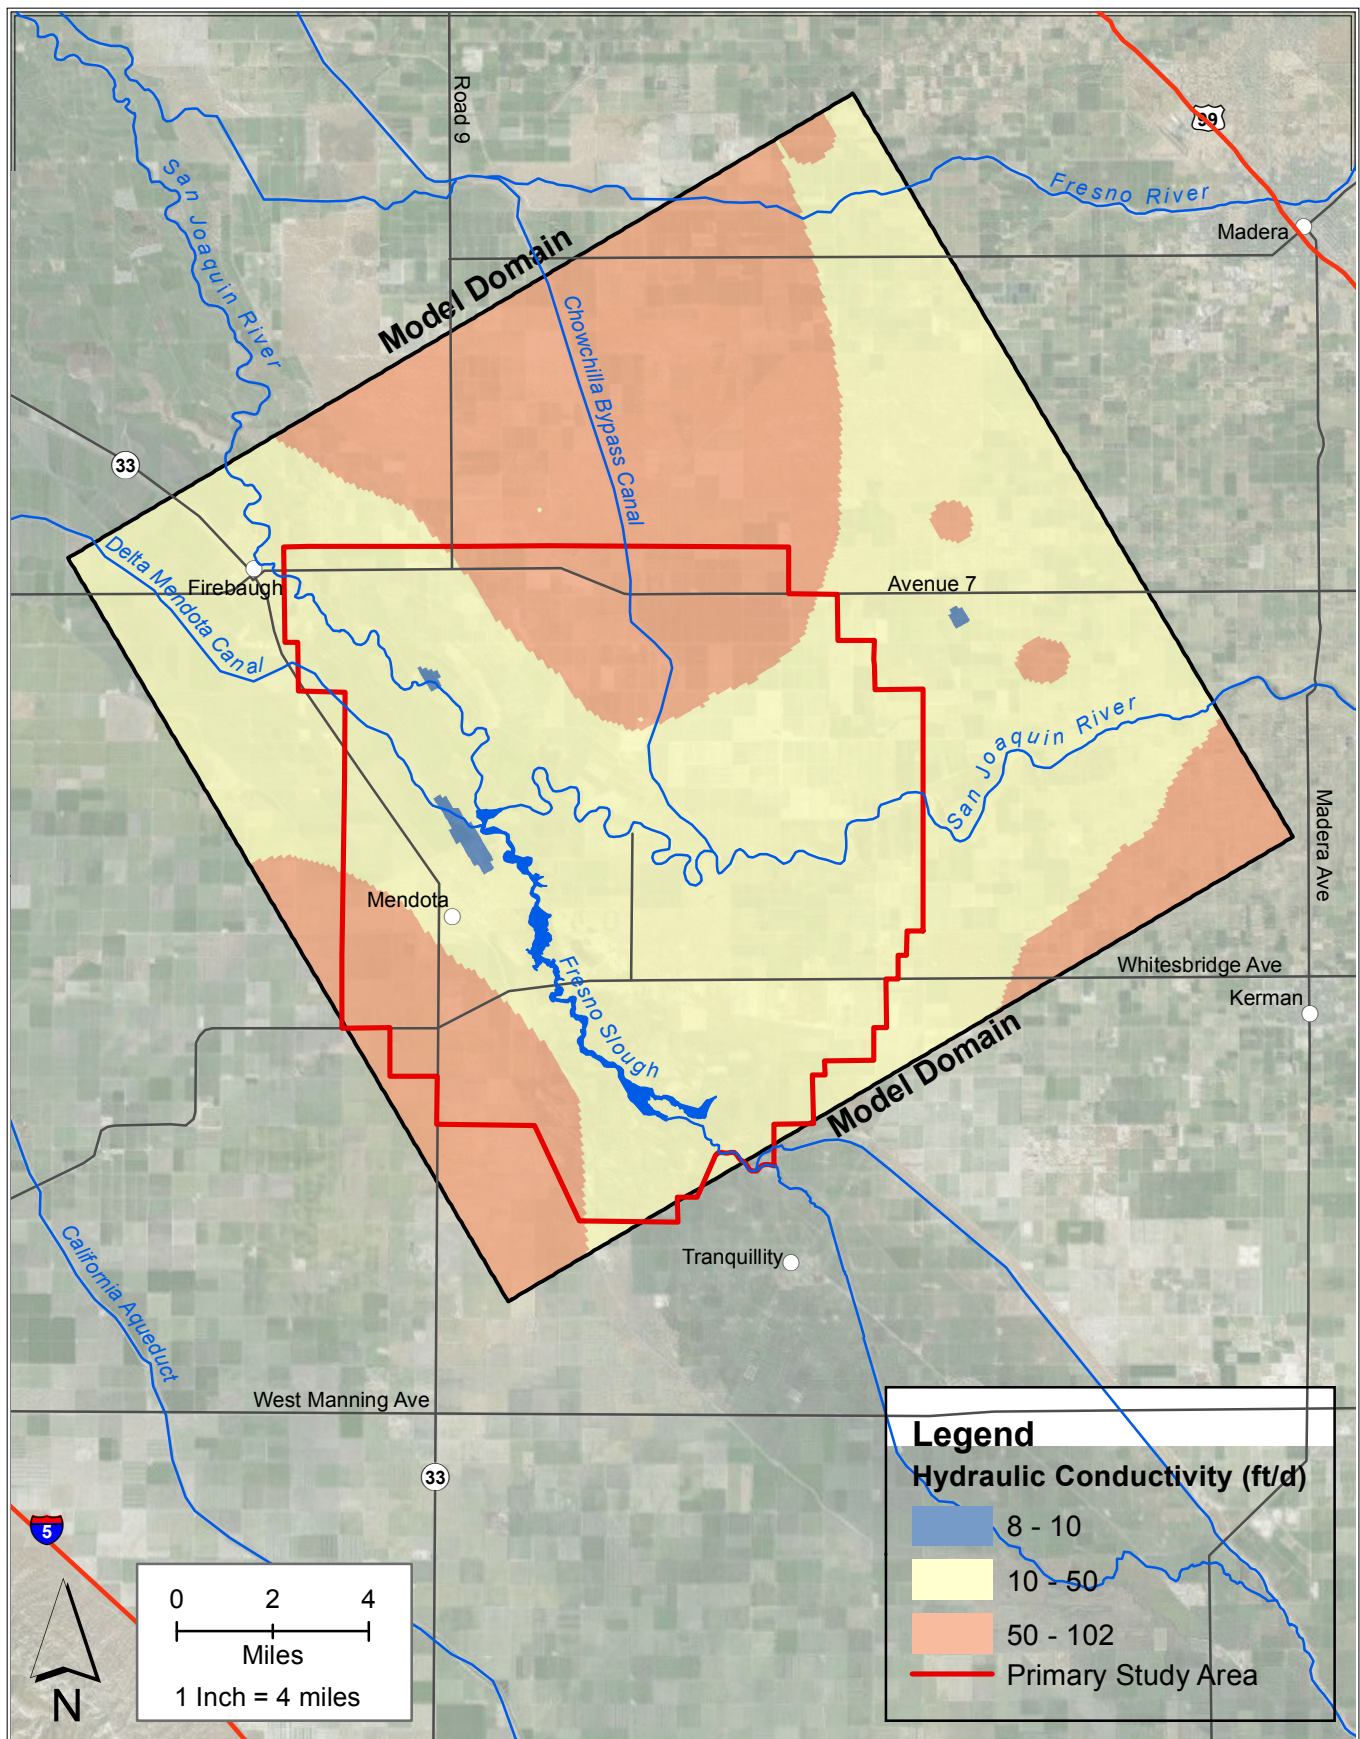 Road 9
99
San Joaquin River
Fresno River
Madera
Model Domain
Chowchilla Bypass Canal
33
Delta Mendota Canal
Firebaugh
Avenue 7
San Joaquin River
Madera Ave
Mendota
Fresno Slough
Whitesbridge Ave
Kerman
Model Domain
Tranquillity
California Aqueduct
West Manning Ave
33
5
0 2 4
Miles
1 Inch = 4 miles
N
Legend
Hydraulic Conductivity (ft/d)
8 - 10
10 - 50
50 - 102
Primary Study Area